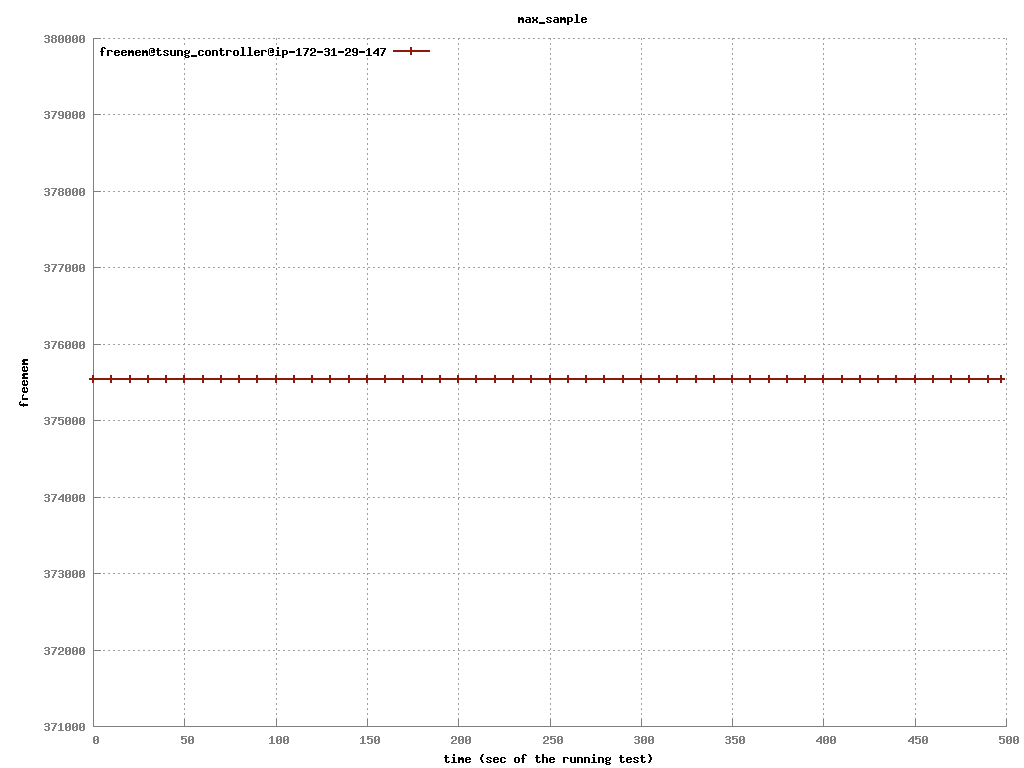 max_sample
freemem@tsung_controller@ip-172-31-29-147
380000
379000
378000
377000
376000
375000
374000
373000
372000
371000
freemem
0 50 100 150 200 250 300 350 400 450 500
time (sec of the running test)